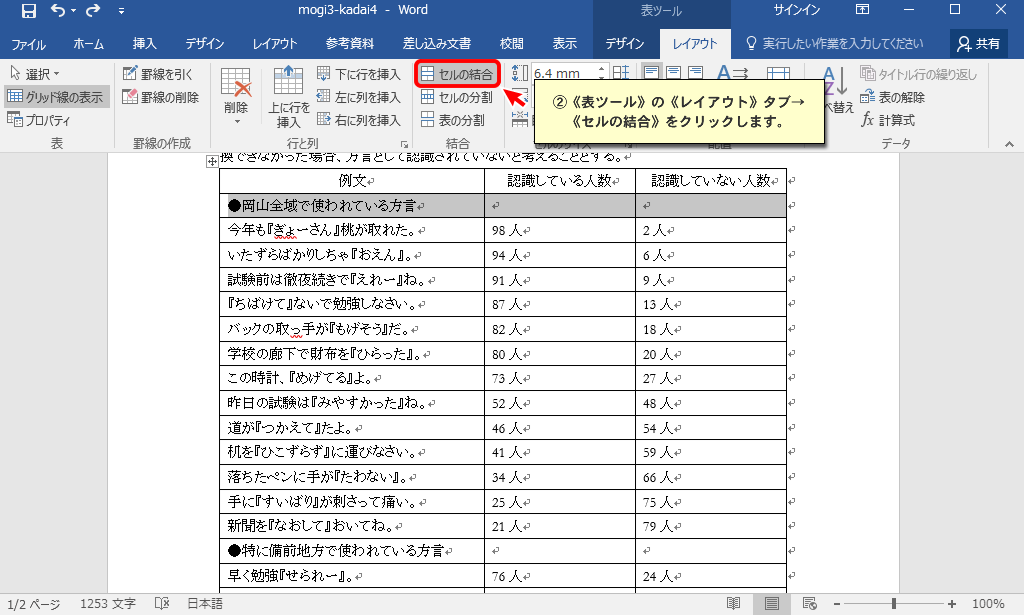 mogi3-kadai4 - Word
表ツール
サインイン
ファイル ホーム 挿入 デザイン レイアウト 参考資料 差し込み文書 校閲 表示 デザイン レイアウト 実行したい作業を入力してください 共有
選択
グリッド線の表示
プロパティ
表
罫線を引く
罫線の削除
罫線の作成
削除
上に行を
挿入
下に行を挿入
左に列を挿入
右に列を挿入
行と列
セルの結合
セルの分割
表の分割
結合
6.4 mm
②《表ツール》の《レイアウト》タブ→
《セルの結合》をクリックします。
タイトル行の繰り返し
表の解除
計算式
データ
換できなかった場合、方言として認識されていないと考えることとする。
例文 認識している人数 認識していない人数
●岡山全域で使われている方言
今年も『ぎょーさん』桃が取れた。 98 人 2 人
いたずらばかりしちゃ『おえん』。 94 人 6 人
試験前は徹夜続きで『えれー』ね。 91 人 9 人
『ちばけて』ないで勉強しなさい。 87 人 13 人
バックの取っ手が『もげそう』だ。 82 人 18 人
学校の廊下で財布を『ひらった』。 80 人 20 人
この時計、『めげてる』よ。 73 人 27 人
昨日の試験は『みやすかった』ね。 52 人 48 人
道が『つかえて』たよ。 46 人 54 人
机を『ひこずらず』に運びなさい。 41 人 59 人
落ちたペンに手が『たわない』。 34 人 66 人
手に『すいばり』が刺さって痛い。 25 人 75 人
新聞を『なおして』おいてね。 21 人 79 人
●特に備前地方で使われている方言
早く勉強『せられー』。 76 人 24 人
1/2 ページ 1253 文字 日本語 100%